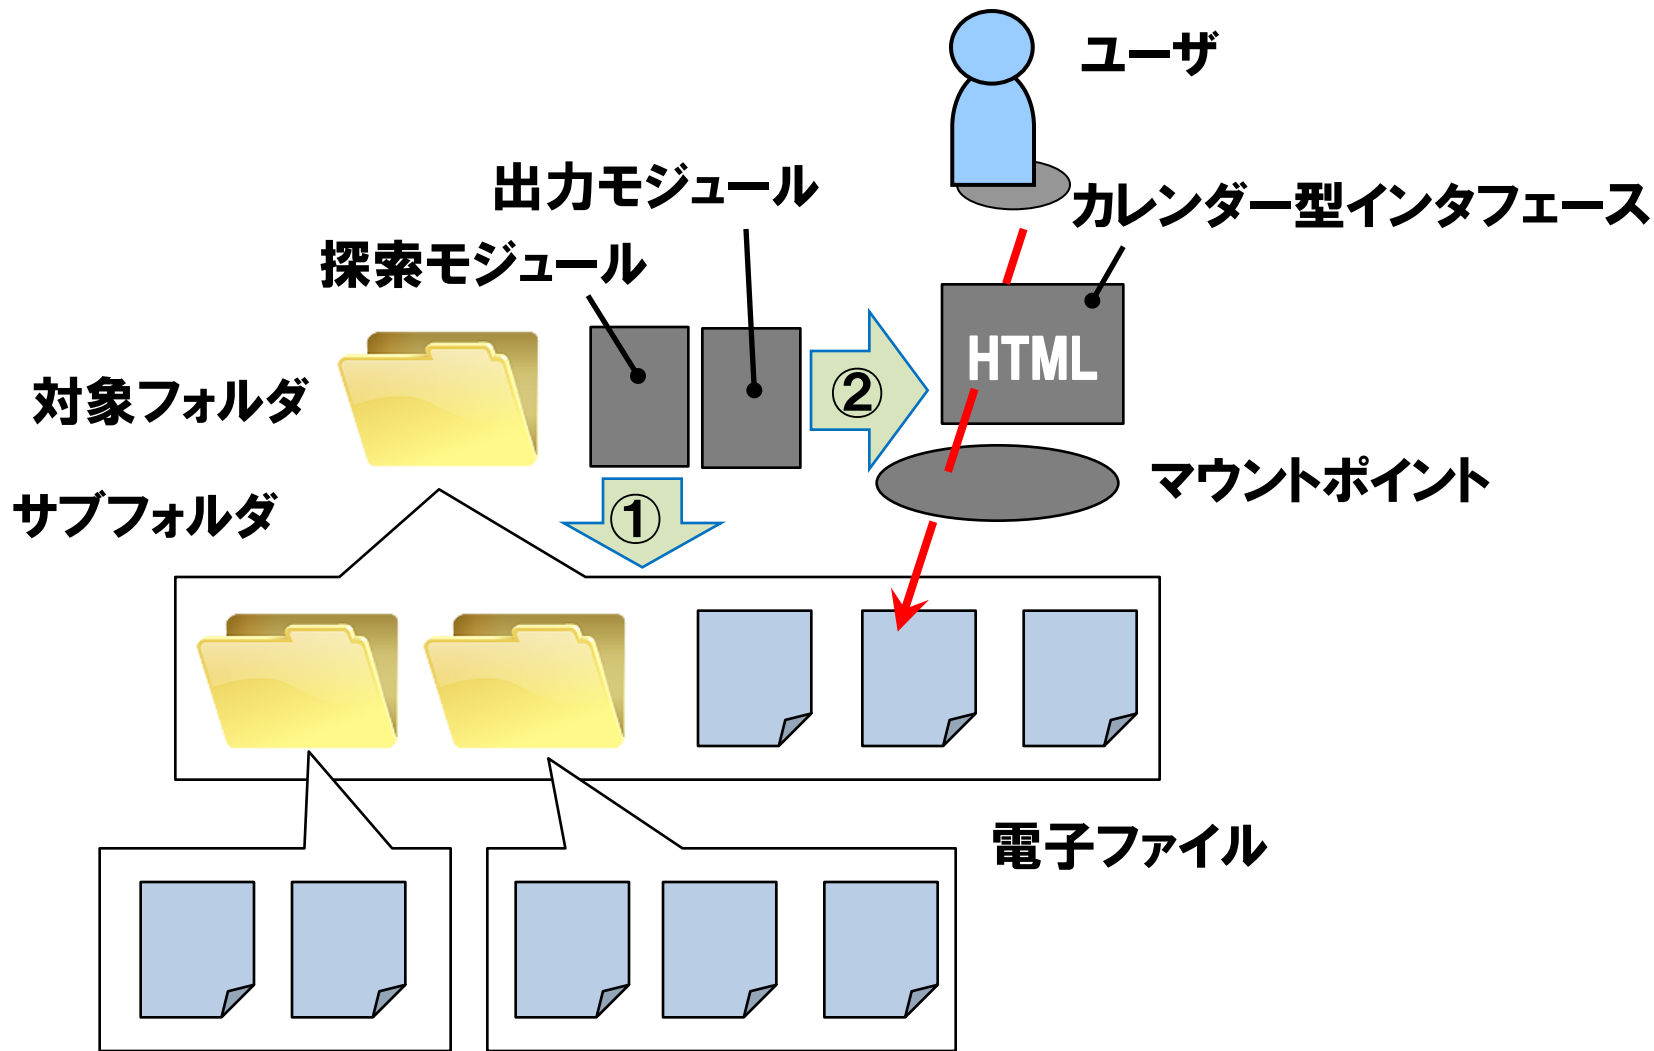 ユーザ
出力モジュール
カレンダー型インタフェース
探索モジュール
HTML
対象フォルダ
②
マウントポイント
サブフォルダ
①
電子ファイル